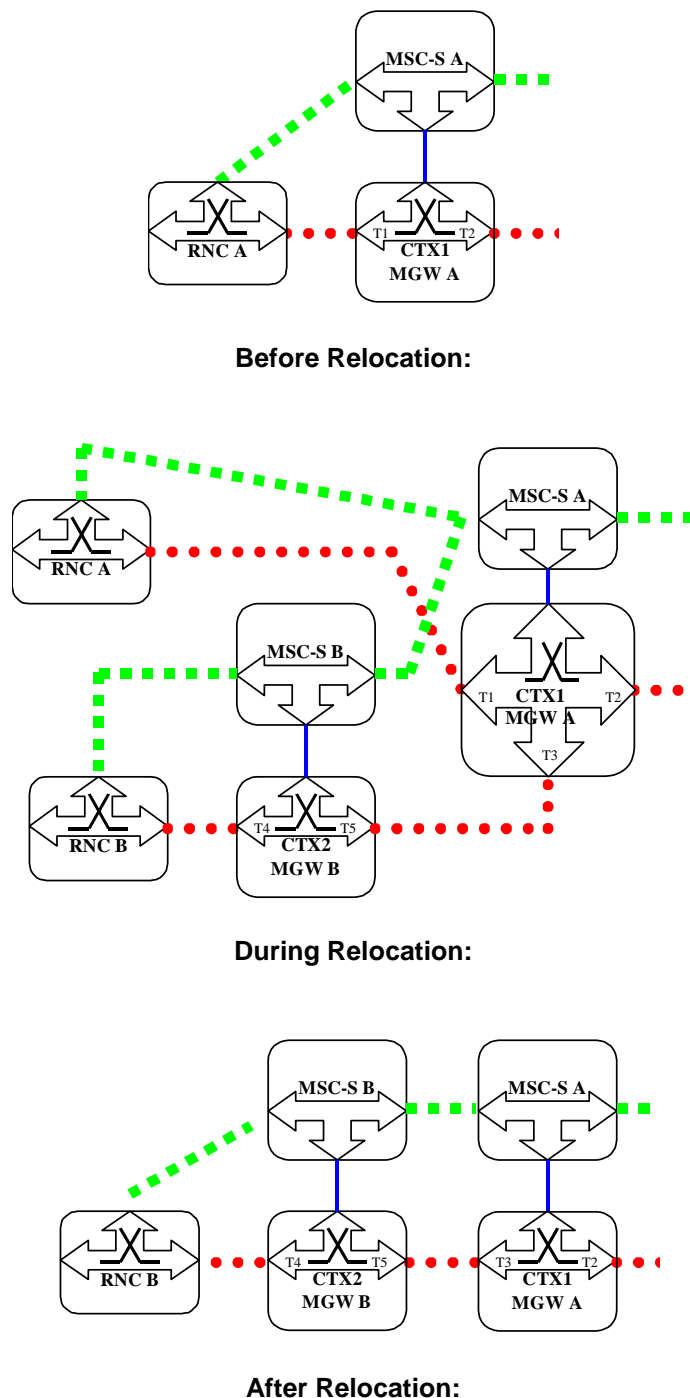 MSC-S A
T1
T2
RNC A
CTX1
MGW A
Before Relocation:
MSC-S A
RNC A
MSC-S B
T1
CTX1
T2
MGW A
T3
T4
T5
RNC B
CTX2
MGW B
During Relocation:
MSC-S B
MSC-S A
T4
T5
T3
T2
RNC B
CTX2
CTX1
MGW B
MGW A
After Relocation: